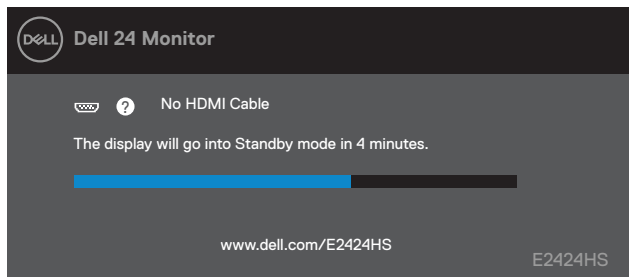 DELL Dell 24 Monitor
? No HDMI Cable
The display will go into Standby mode in 4 minutes.
www.dell.com/E2424HS
E2424HS